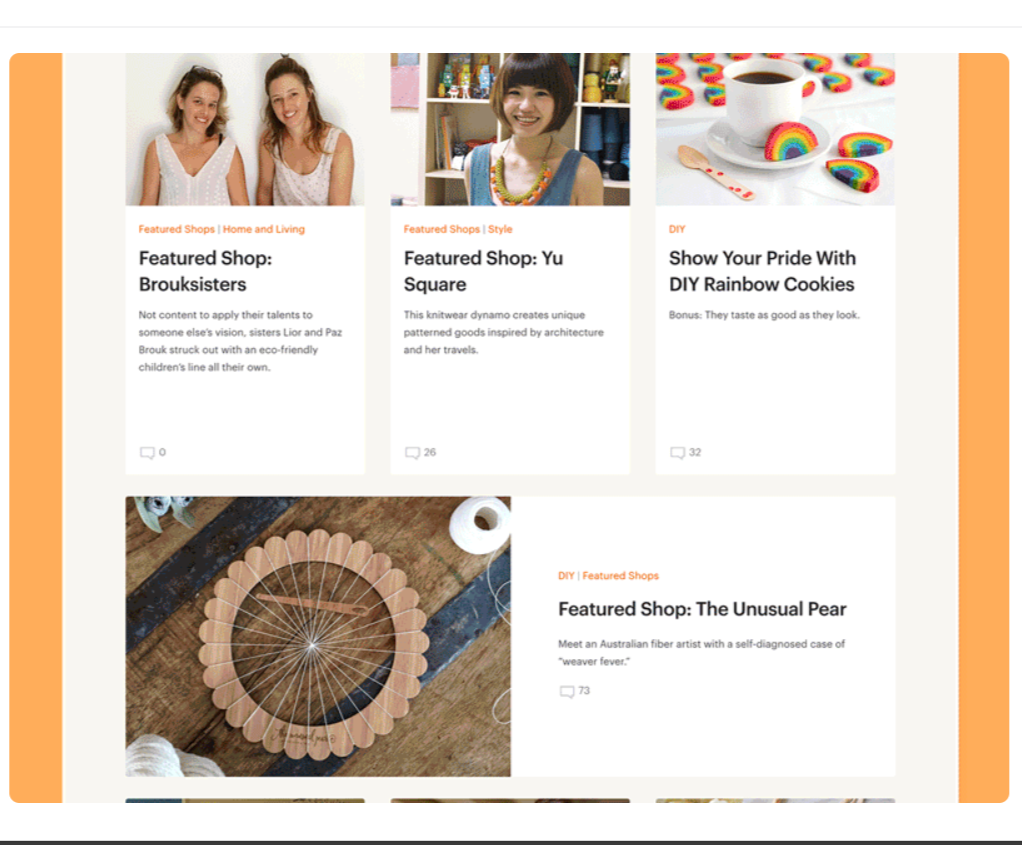 Featured Shops | Home and Living
Featured Shop:
Brouksisters
Not content to apply their talents to
someone else's vision, sisters Lior and Paz
Brouk struck out with an eco-friendly
children's line all their own.
0
Featured Shops | Style
Featured Shop: Yu
Square
This knitwear dynamo creates unique
patterned goods inspired by architecture
and her travels.
26
DIY
Show Your Pride With
DIY Rainbow Cookies
Bonus: They taste as good as they look.
32
the unusual pear
DIY | Featured Shops
Featured Shop: The Unusual Pear
Meet an Australian fiber artist with a self-diagnosed case of
“weaver fever.”
73